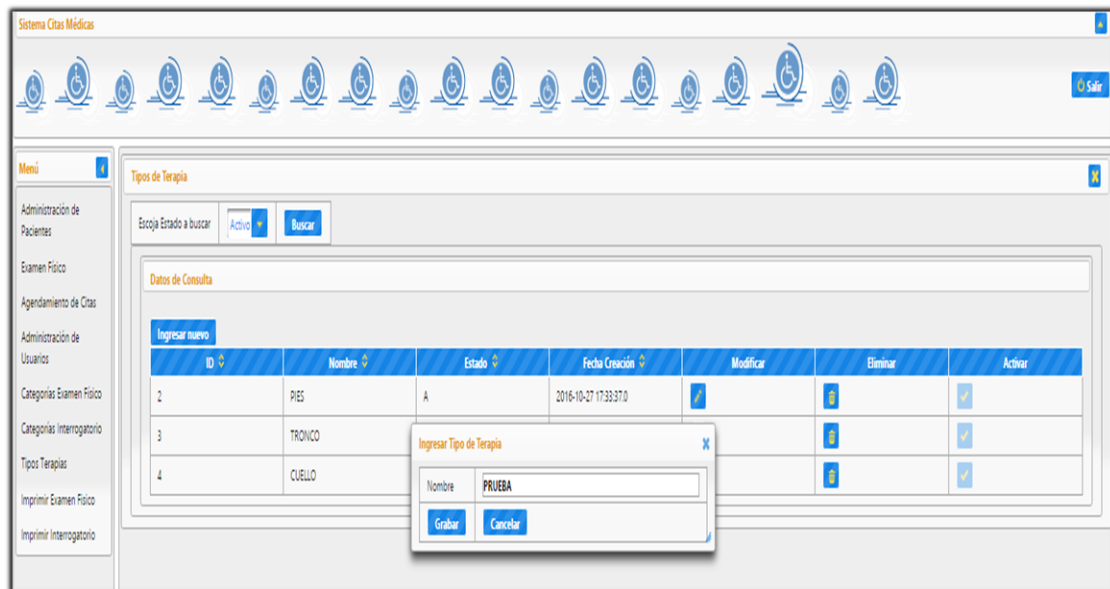 Sistema Citas Médicas
Salir
Menú
Administración de
Pacientes
Examen Físico
Agendamiento de Citas
Administración de
Usuarios
Categorías Examen Físico
Categorías Interrogatorio
Tipos Terapias
Imprimir Examen Físico
Imprimir Interrogatorio
Tipos de Terapia
Escoja Estado a buscar Activo Buscar
Datos de Consulta
Ingresar nuevo
ID Nombre Estado Fecha Creación Modificar Eliminar Activar
2 PIES A 2016-10-27 17:33:37.0
3 TRONCO
4 CUELLO
Ingresar Tipo de Terapia
Nombre PRUEBA
Grabar Cancelar